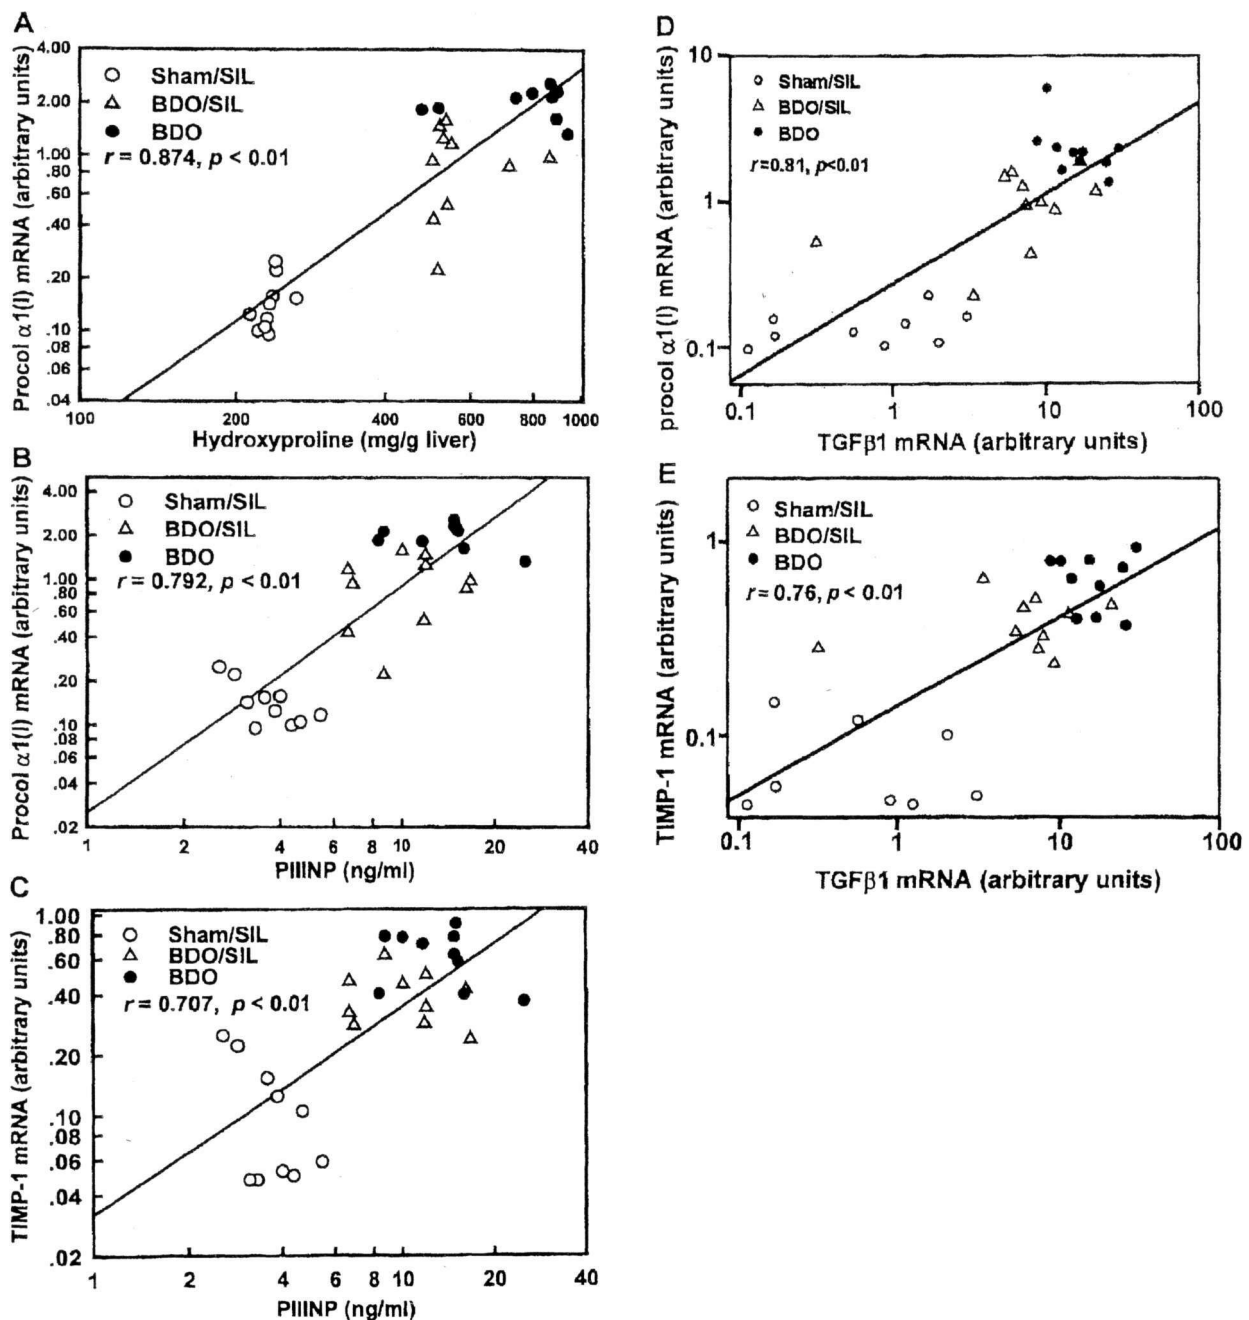 A
Procol α1(I) mRNA (arbitrary units)
4.00
2.00
1.00
.80
.60
.40
.20
.10
.08
.06
.04
Sham/SIL
BDO/SIL
BDO
r = 0.874, p < 0.01
100 200 400 600 800 1000
Hydroxyproline (mg/g liver)
B
Procol α1(I) mRNA (arbitrary units)
4.00
2.00
1.00
.80
.60
.40
.20
.10
.08
.06
.04
.02
Sham/SIL
BDO/SIL
BDO
r = 0.792, p < 0.01
1 2 4 6 8 10 20 40
PIIINP (ng/ml)
C
TIMP-1 mRNA (arbitrary units)
1.00
.80
.60
.40
.20
.10
.08
.06
.04
.02
Sham/SIL
BDO/SIL
BDO
r = 0.707, p < 0.01
1 2 4 6 8 10 20 40
PIIINP (ng/ml)
D
procol α1(I) mRNA (arbitrary units)
10
1
0.1
Sham/SIL
BDO/SIL
BDO
r=0.81, p<0.01
0.1 1 10 100
TGFβ1 mRNA (arbitrary units)
E
TIMP-1 mRNA (arbitrary units)
1
0.1
Sham/SIL
BDO/SIL
BDO
r= 0.76, p < 0.01
0.1 1 10 100
TGFβ1 mRNA (arbitrary units)